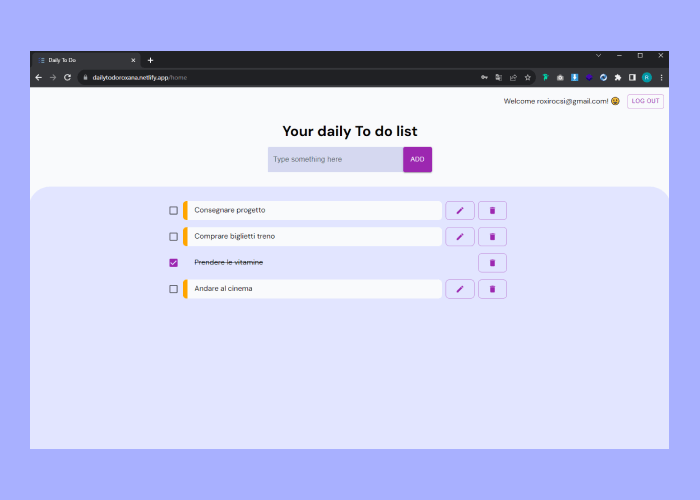 Daily To Do
dailytodoroxana.netlify.app/home
R
Welcome roxirocsi@gmail.com!
LOG OUT
Your daily To do list
Type something here
ADD
Consegnare progetto
Comprare biglietti treno
Prendere le vitamine
Andare al cinema